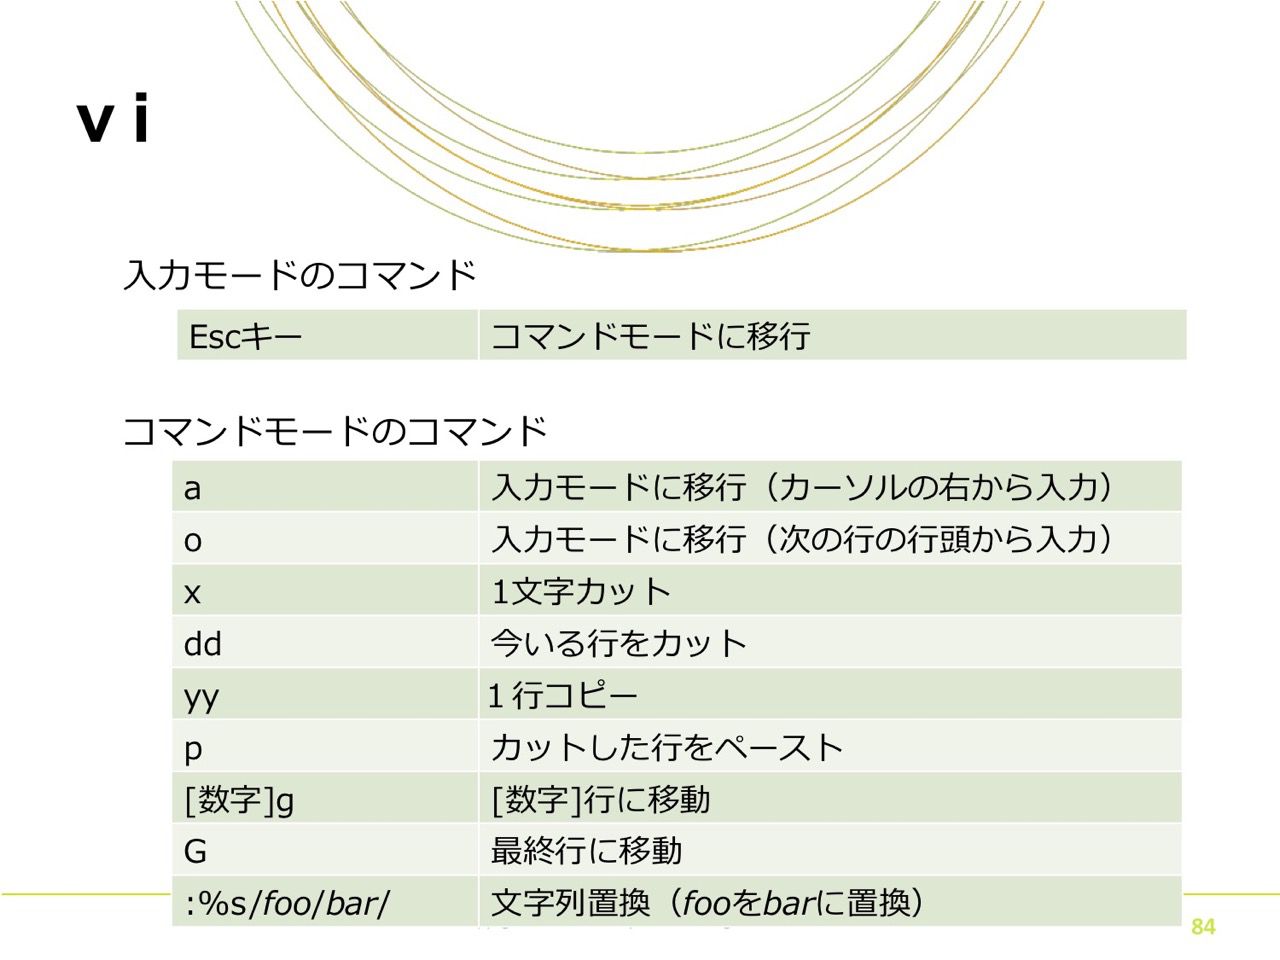 ｖｉ
入力モードのコマンド
Escキー コマンドモードに移行
コマンドモードのコマンド
a 入力モードに移行（カーソルの右から入力）
o 入力モードに移行（次の行の行頭から入力）
x 1文字カット
dd 今いる行をカット
yy １行コピー
p カットした行をペースト
[数字]g [数字]行に移動
G 最終行に移動
:%s/foo/bar/ 文字列置換（fooをbarに置換）
84